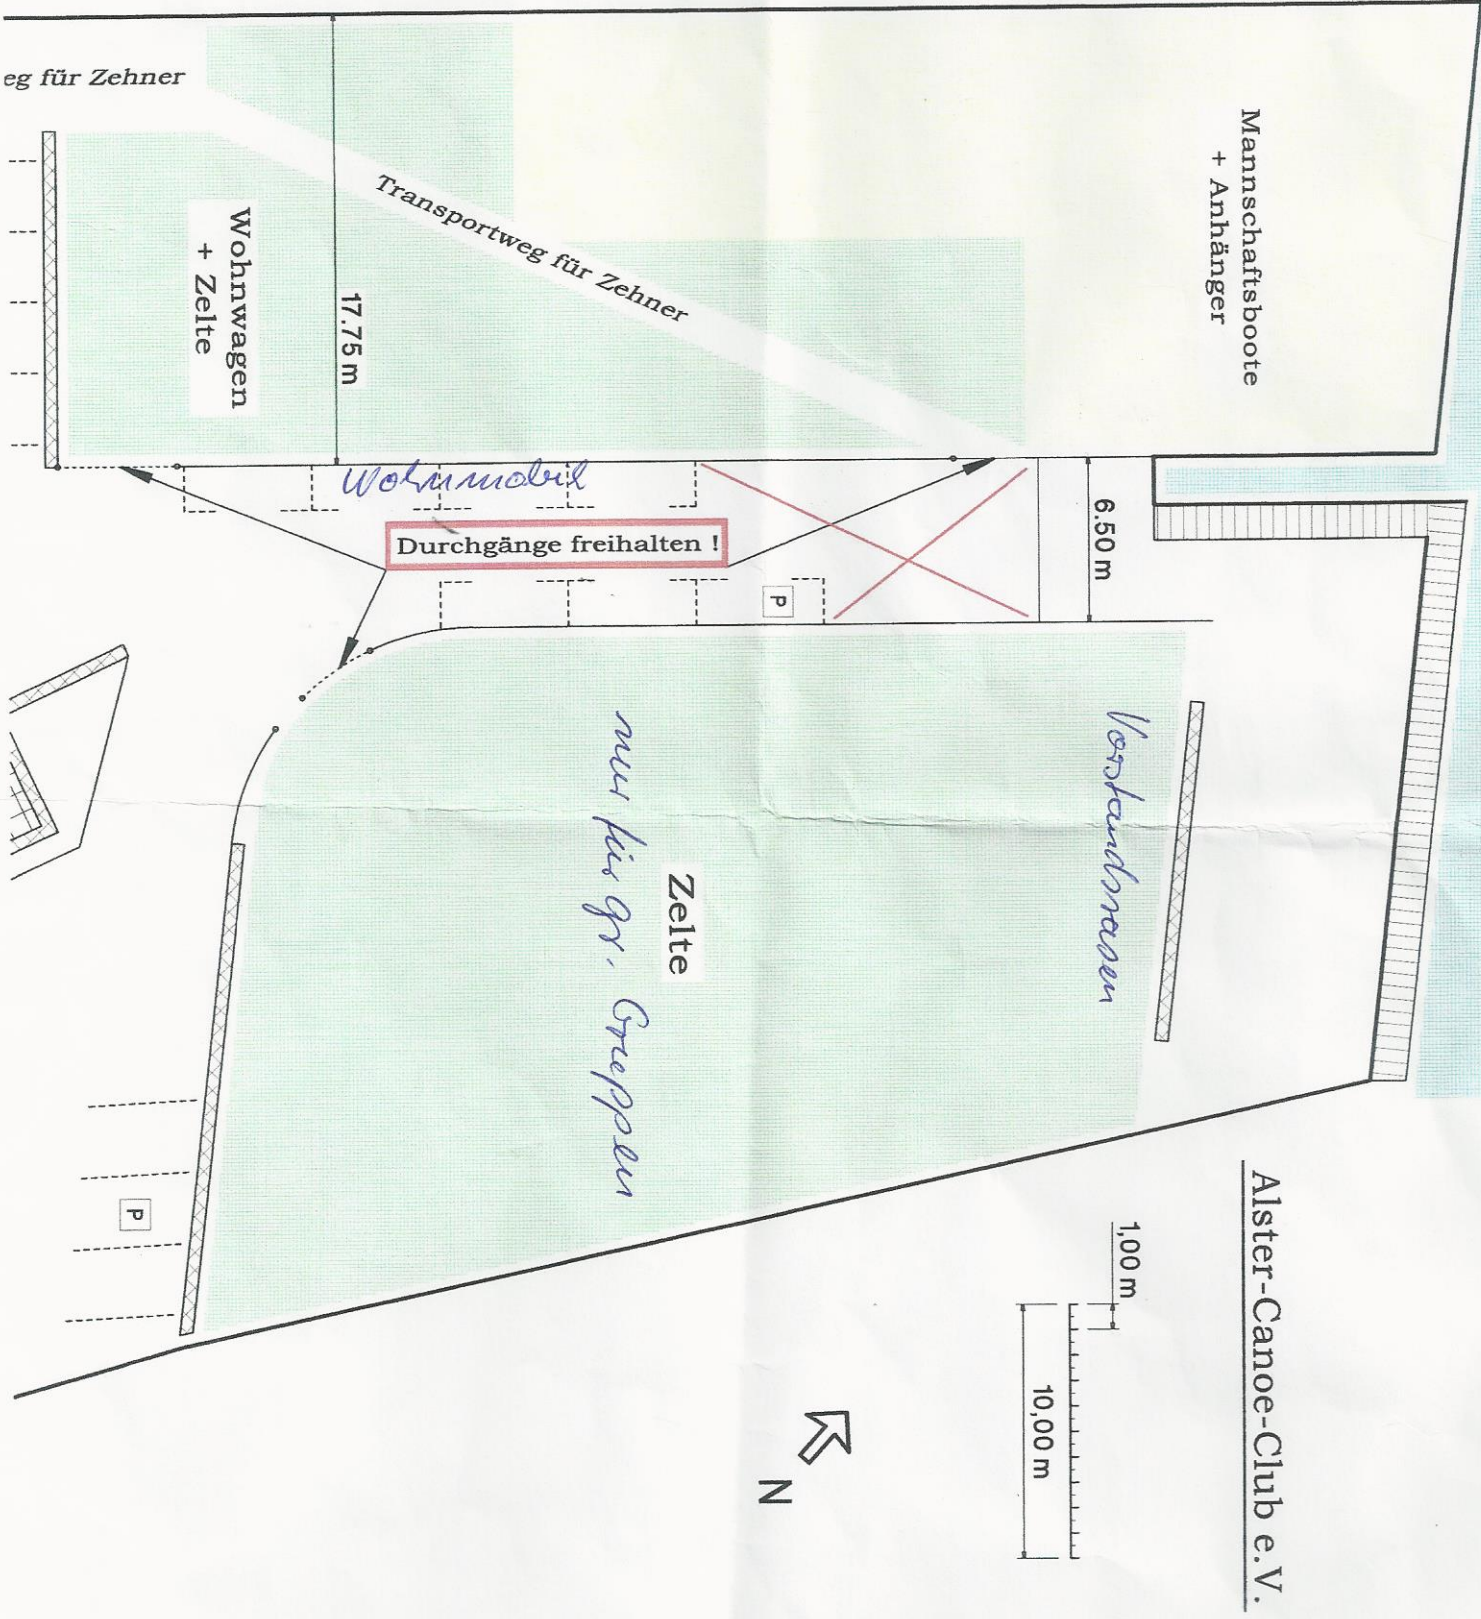 eg für Zehner
Mannschaftsboote
+ Anhänger
Transportweg für Zehner
Wohnwagen
+ Zelte
17.75 m
Wohnmobil
Durchgänge freihalten !
6.50 m
P
Vorstandsrasen
Zelte
nur für gr. Gruppen
P
Alster-Canoe-Club e.V.
1,00 m
10,00 m
N